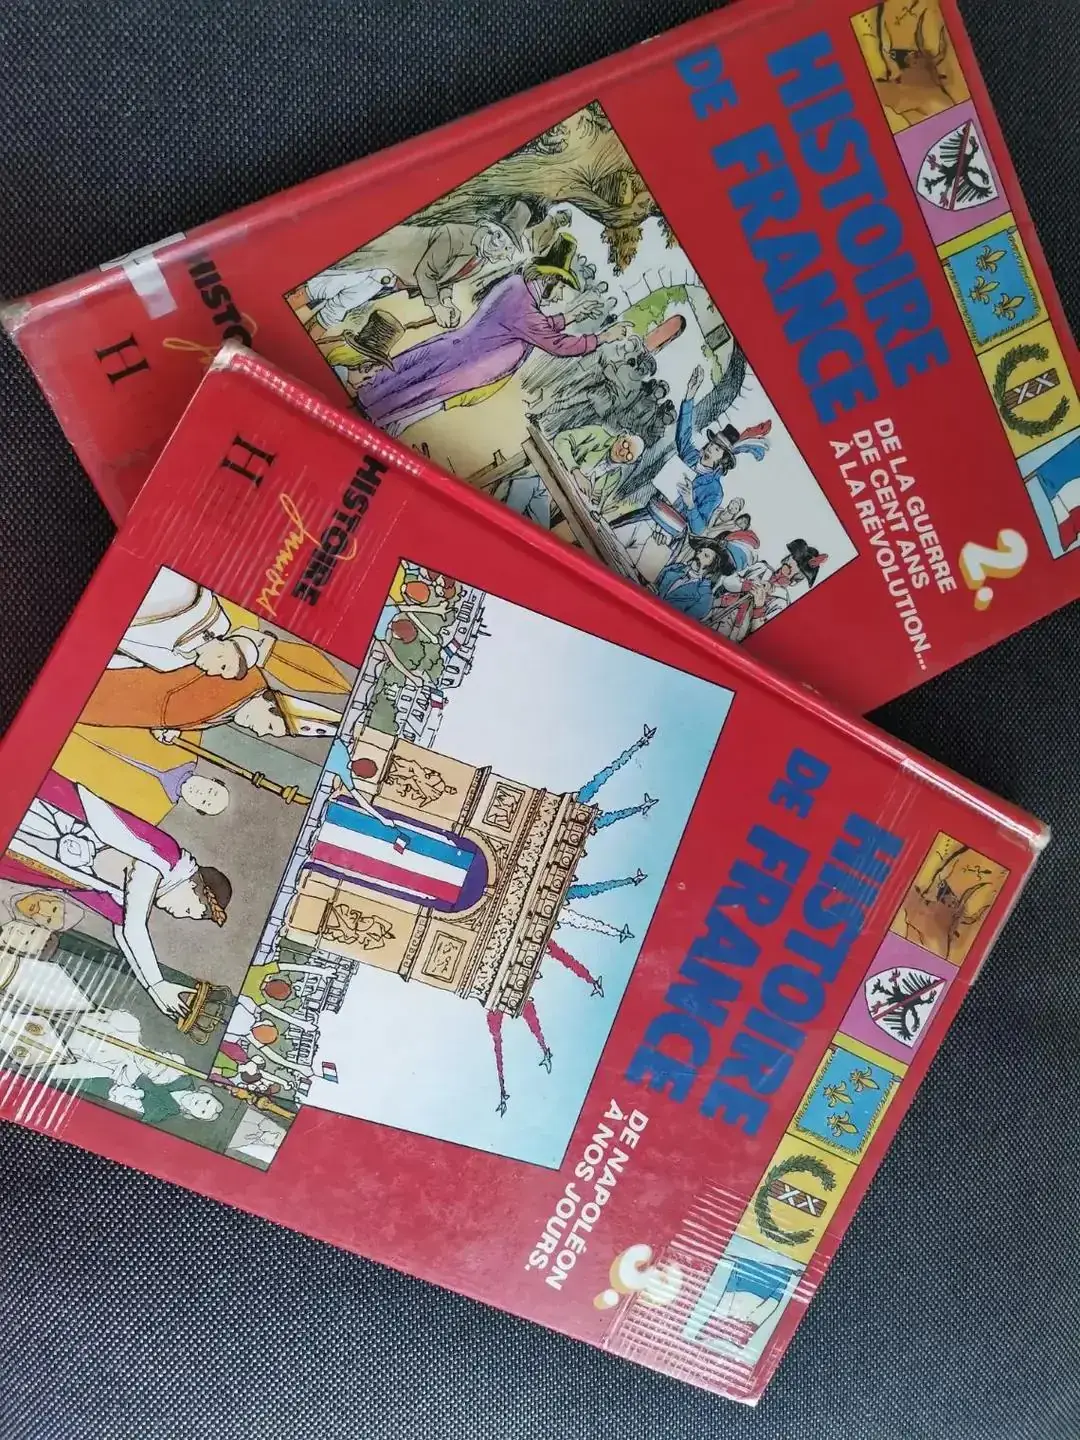 HISTOIRE
DE FRANCE
DE LA GUERRE
DE CENT ANS
À LA RÉVOLUTION...
2.
H
HISTOIRE
DE FRANCE
DE NAPOLÉON
À NOS JOURS.
3.
HISTOIRE
Juniors
H